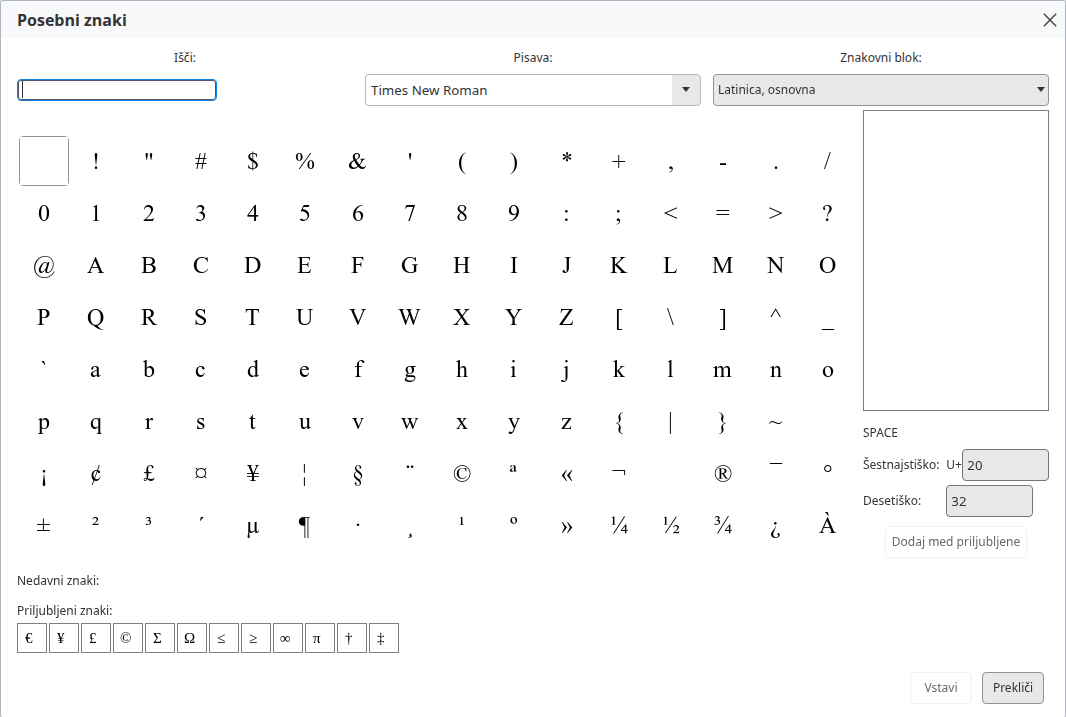 Posebni znaki
Išči: Pisava: Znakovni blok:
Times New Roman Latinica, osnovna
! " # $ % & ' ( ) * + , - . /
0 1 2 3 4 5 6 7 8 9 : ; < = > ?
@ A B C D E F G H I J K L M N O
P Q R S T U V W X Y Z [ \ ] ^ _
` a b c d e f g h i j k l m n o
p q r s t u v w x y z { | } ~
¡ ¢ £ ¤ ¥ ¦ § ¨ © ª « ¬ ® ¯ °
± ² ³ ´ µ ¶ · ¸ ¹ º » ¼ ½ ¾ ¿ À
SPACE
Šestnajstiško: U+ 20
Desetiško: 32
Dodaj med priljubljene
Nedavni znaki:
Priljubljeni znaki:
€ ¥ £ © Σ Ω ≤ ≥ ∞ π † ‡
Vstavi Prekliči